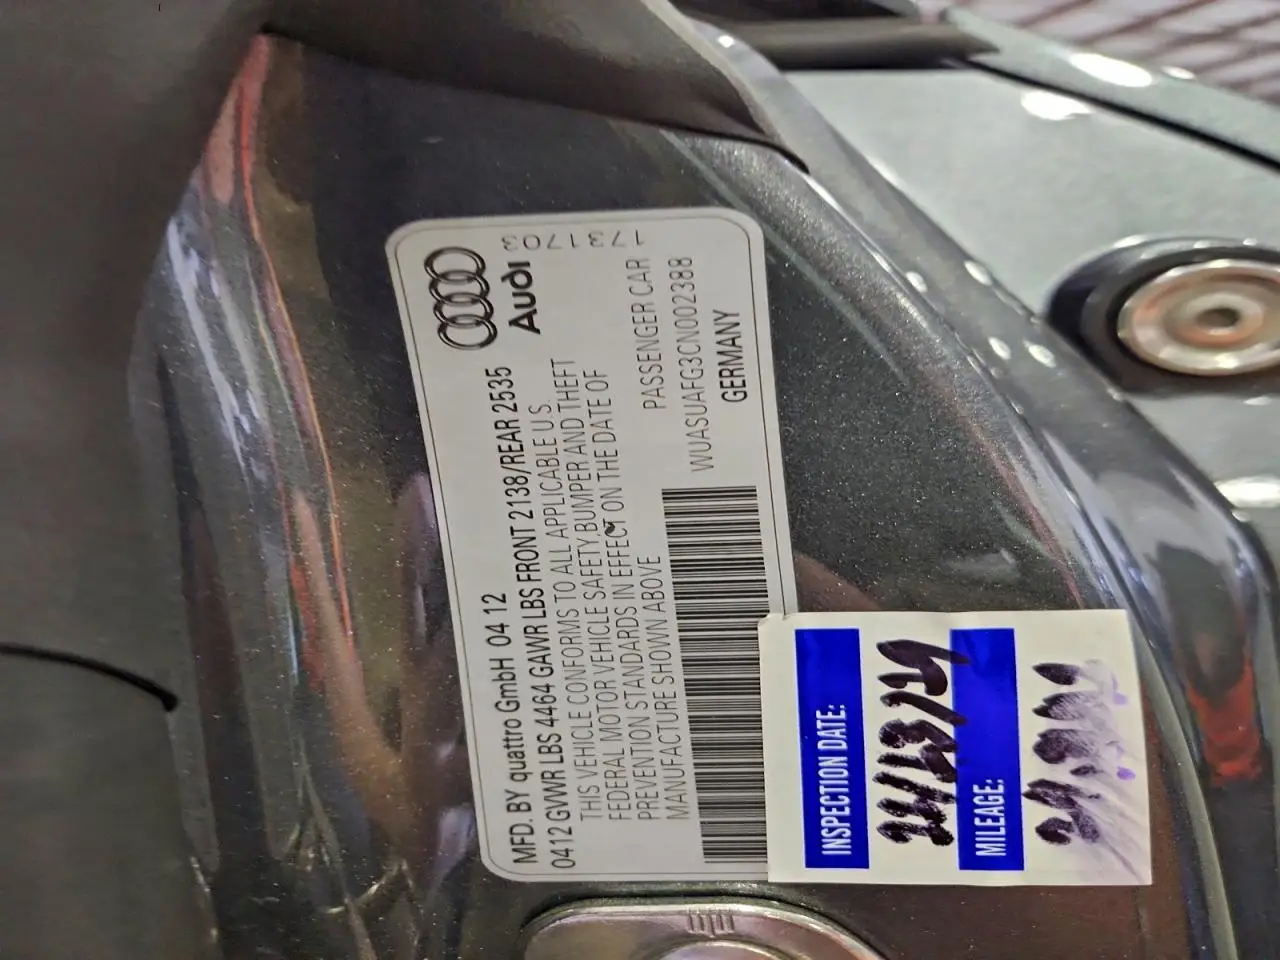 MFD. BY quattro GmbH 04 12
0412 GVWR LBS 4464 GAWR LBS FRONT 2138/REAR 2535
THIS VEHICLE CONFORMS TO ALL APPLICABLE U.S.
FEDERAL MOTOR VEHICLE SAFETY, BUMPER AND THEFT
PREVENTION STANDARDS IN EFFECT ON THE DATE OF
MANUFACTURE SHOWN ABOVE
PASSENGER CAR
WUASUAFG3CN002388
GERMANY
Audi
INSPECTION DATE:
MILEAGE: